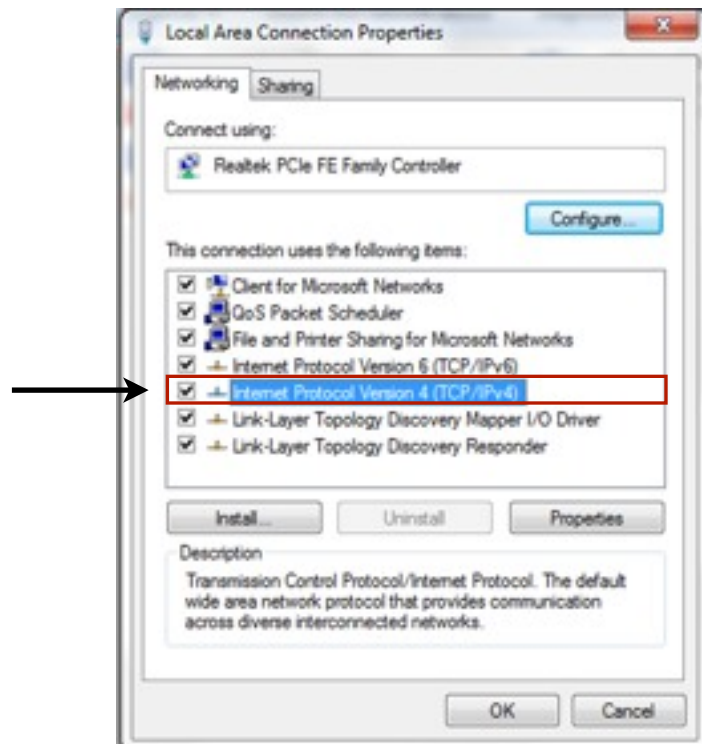 Local Area Connection Properties
Networking
Sharing
Connect using:
Realtek PCIe FE Family Controller
Configure...
This connection uses the following items:
Client for Microsoft Networks
QoS Packet Scheduler
File and Printer Sharing for Microsoft Networks
Internet Protocol Version 6 (TCP/IPv6)
Internet Protocol Version 4 (TCP/IPv4)
Link-Layer Topology Discovery Mapper I/O Driver
Link-Layer Topology Discovery Responder
Install...
Uninstall
Properties
Description
Transmission Control Protocol/Internet Protocol. The default
wide area network protocol that provides communication
across diverse interconnected networks.
OK
Cancel